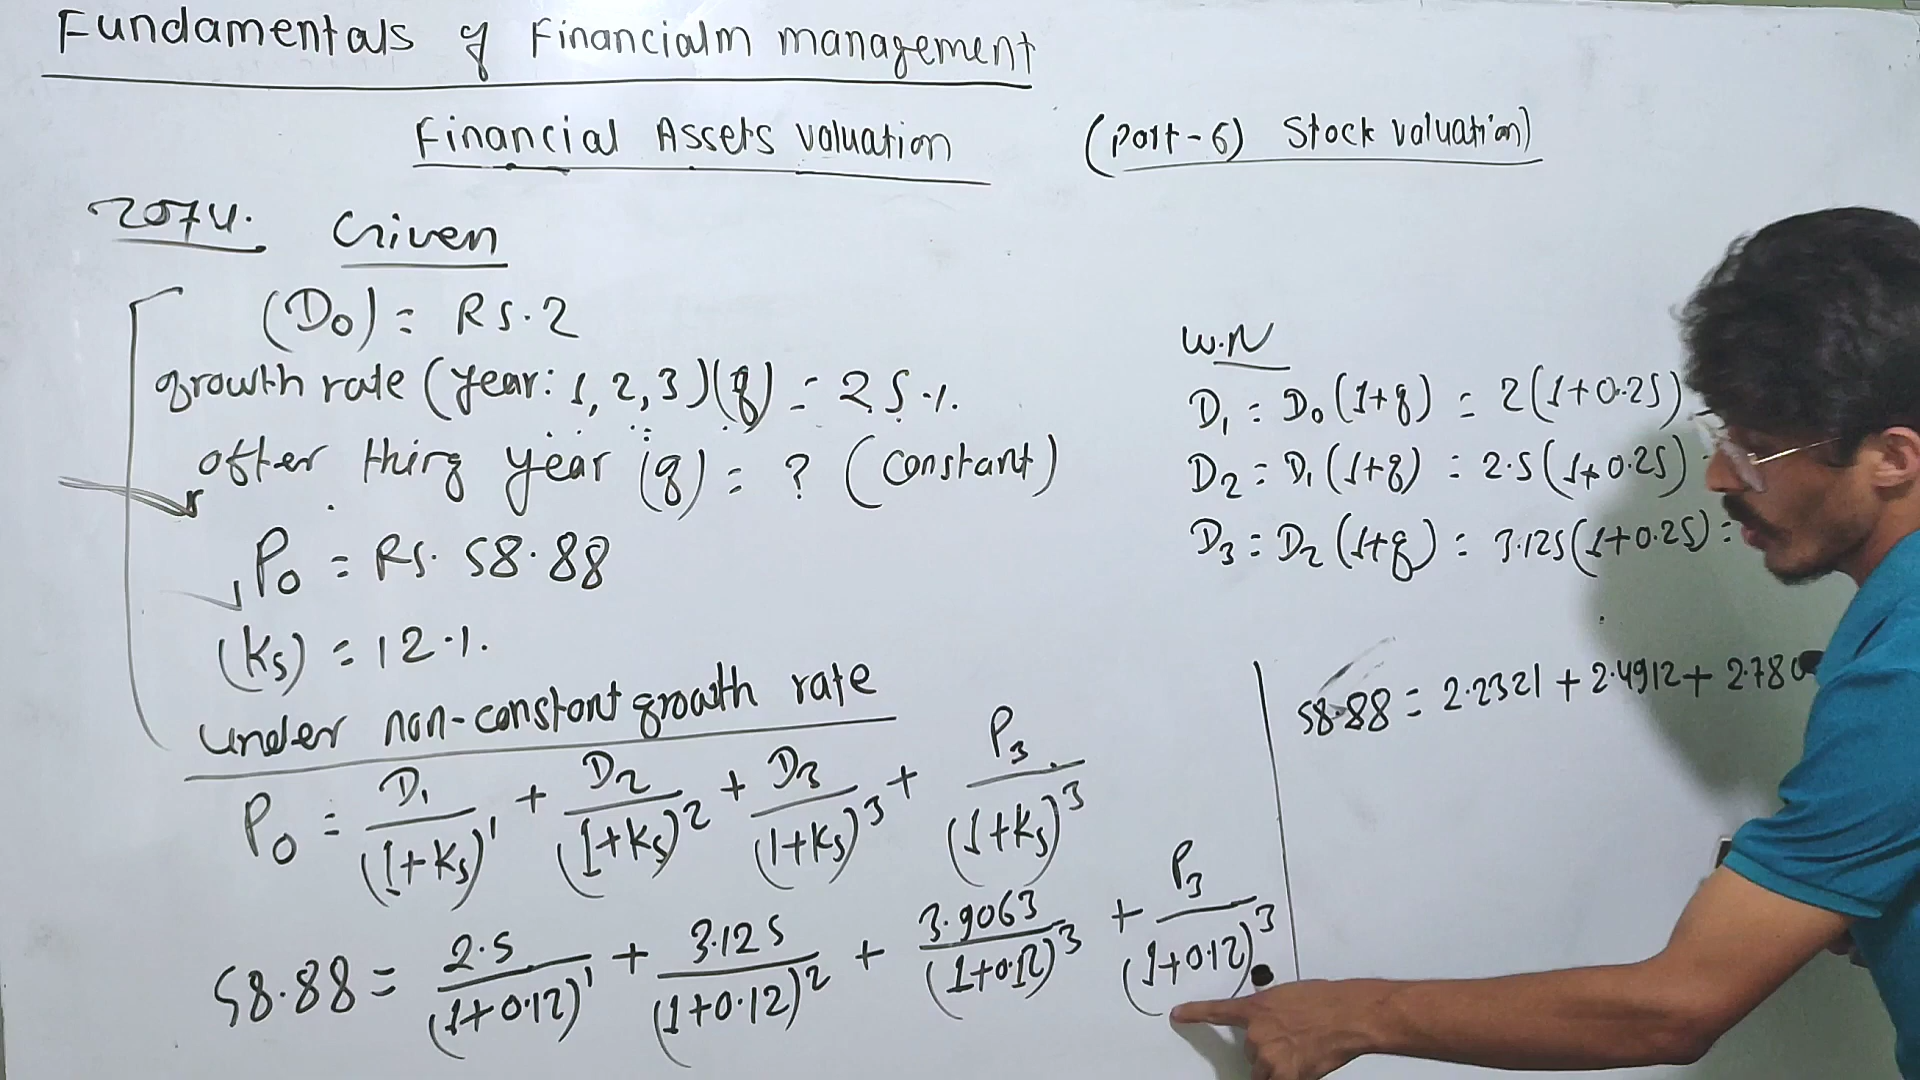 Fundamentals of Financialm management
Financial Assets valuation
(Part-6) Stock valuation)
2074. Given
(D₀) = RS.2
growth rate (year: 1, 2, 3)(g) = 25%.
after thirg year (g) = ? (constant)
P₀ = RS. 58.88
(Ks) = 12%.
under non-constant growth rate
P₀ = D₁/(1+Ks)¹ + D₂/(1+Ks)² + D₃/(1+Ks)³ + P₃/(1+Ks)³
58.88 = 2.5/(1+0.12)¹ + 3.125/(1+0.12)² + 3.9063/(1+0.12)³ + P₃/(1+0.12)³
W.N
D₁ = D₀ (1+g) = 2(1+0.25)
D₂ = D₁ (1+g) = 2.5(1+0.25)
D₃ = D₂ (1+g) = 3.125(1+0.25) =
58.88 = 2.2321 + 2.4912 + 2.780